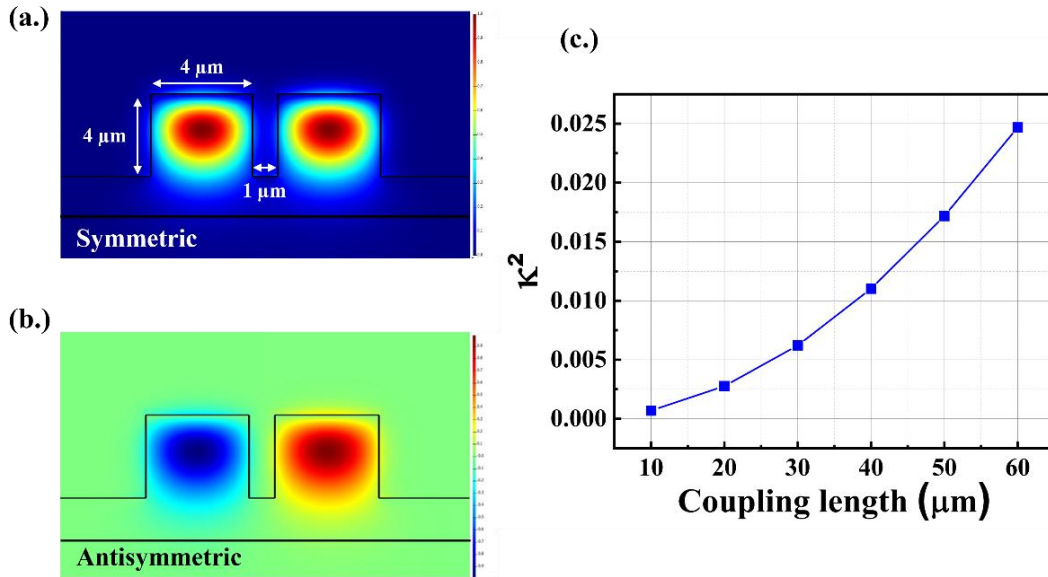 (a.)
4 μm
4 μm
1 μm
Symmetric
(b.)
Antisymmetric
(c.)
0.025
0.020
0.015
0.010
0.005
0.000
κ²
10 20 30 40 50 60
Coupling length (μm)